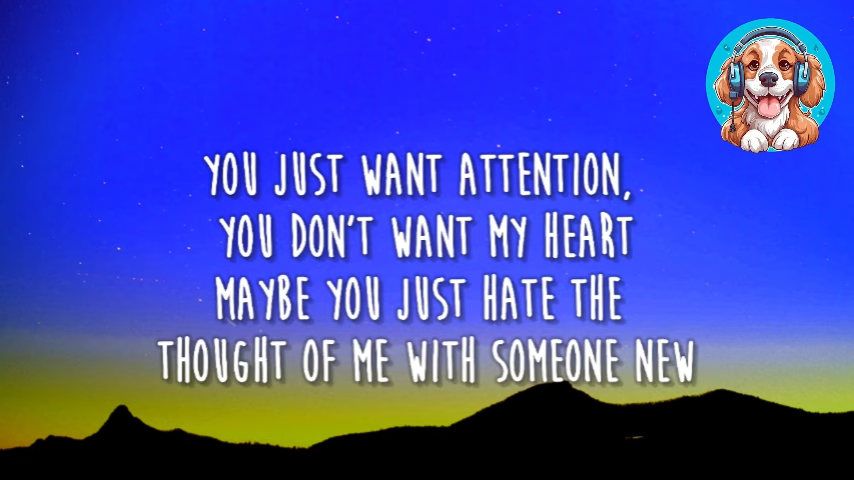 YOU JUST WANT ATTENTION,
YOU DON'T WANT MY HEART
MAYBE YOU JUST HATE THE
THOUGHT OF ME WITH SOMEONE NEW